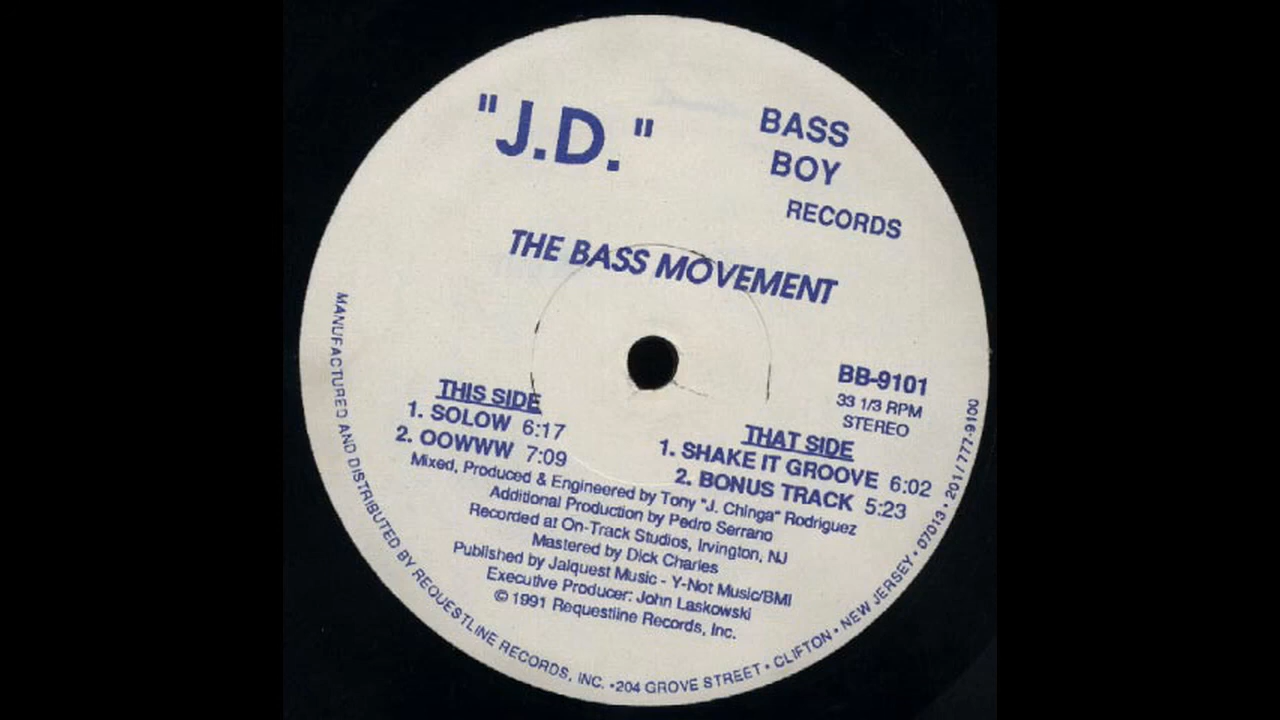 "J.D."
BASS
BOY
RECORDS
THE BASS MOVEMENT
BB-9101
33 1/3 RPM
STEREO
THIS SIDE
1. SOLOW 6:17
2. OOWWW 7:09
THAT SIDE
1. SHAKE IT GROOVE 6:02
2. BONUS TRACK 5:23
Mixed, Produced & Engineered by Tony "J. Chinga" Rodriguez
Additional Production by Pedro Serrano
Recorded at On-Track Studios, Irvington, NJ
Mastered by Dick Charles
Published by Jalquest Music - Y-Not Music/BMI
Executive Producer: John Laskowski
© 1991 Requestline Records, Inc.
MANUFACTURED AND DISTRIBUTED BY REQUESTLINE RECORDS, INC. • 204 GROVE STREET • CLIFTON • NEW JERSEY • 07013 • 201/777-9100